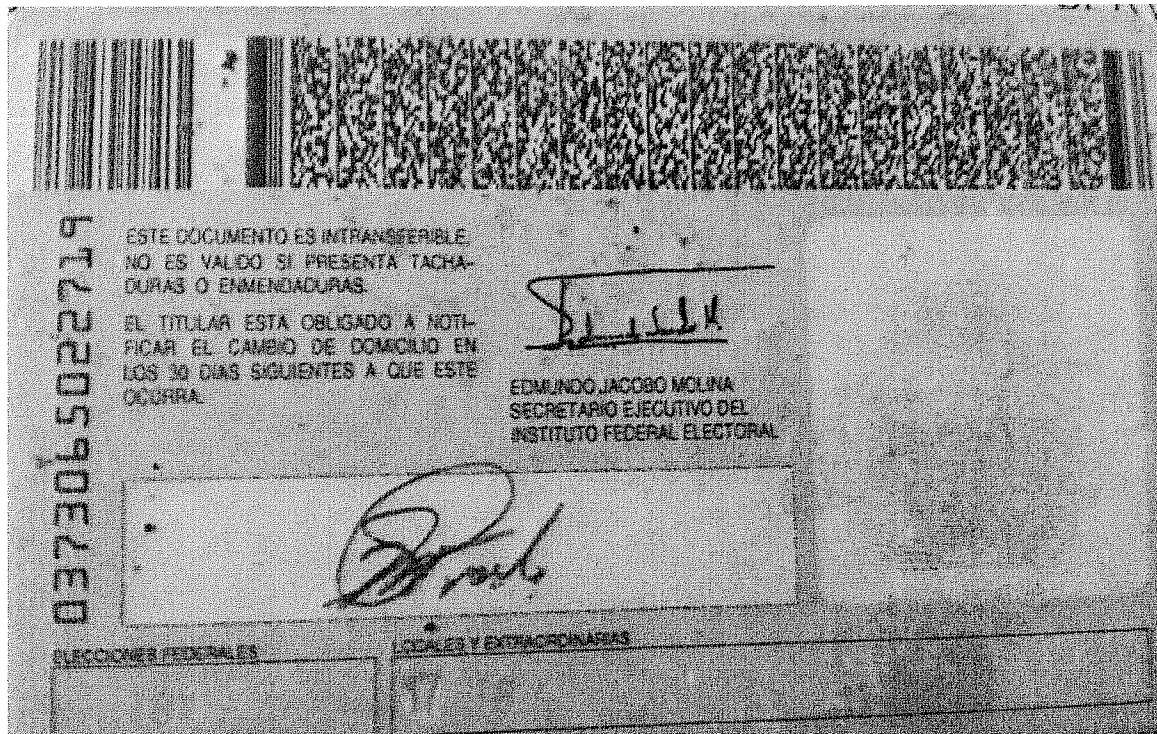 0373065022719
ESTE DOCUMENTO ES INTRANSFERIBLE.
NO ES VALIDO SI PRESENTA TACHA-
DURAS O ENMENDADURAS.
EL TITULAR ESTA OBLIGADO A NOTI-
FICAR EL CAMBIO DE DOMICILIO EN
LOS 30 DIAS SIGUIENTES A QUE ESTE
OCURRA.
EDMUNDO JACOBO MOLINA
SECRETARIO EJECUTIVO DEL
INSTITUTO FEDERAL ELECTORAL
ELECCIONES FEDERALES
LOCALES Y EXTRAORDINARIAS